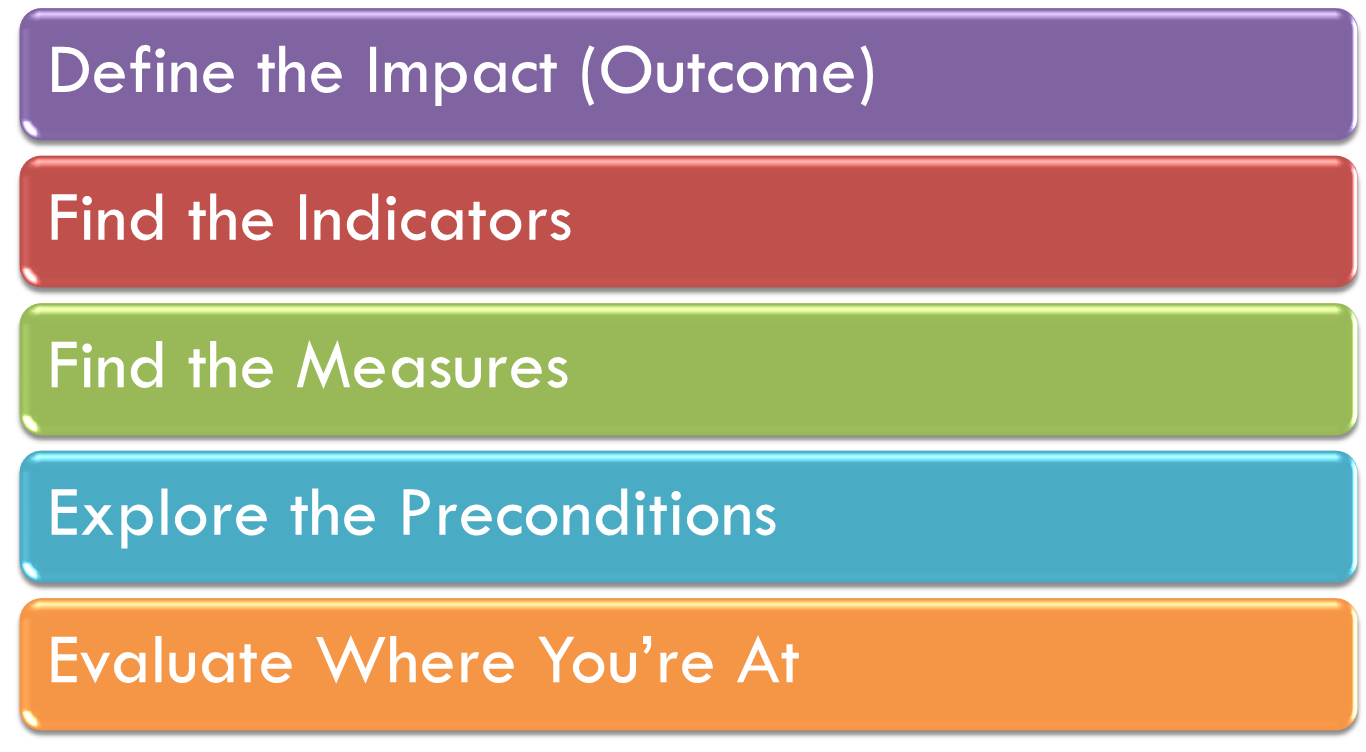 Define the Impact (Outcome)
Find the Indicators
Find the Measures
Explore the Preconditions
Evaluate Where You’re At